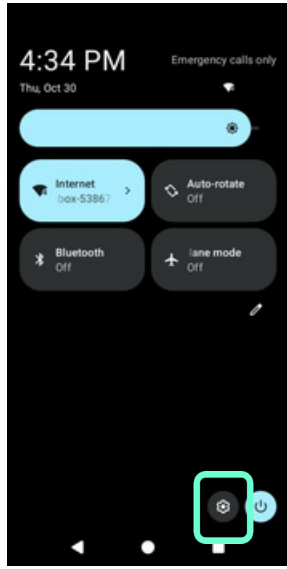 4:34 PM
Emergency calls only
Thu, Oct 30
Internet
box-53867
Auto-rotate
Off
Bluetooth
Off
lane mode
Off